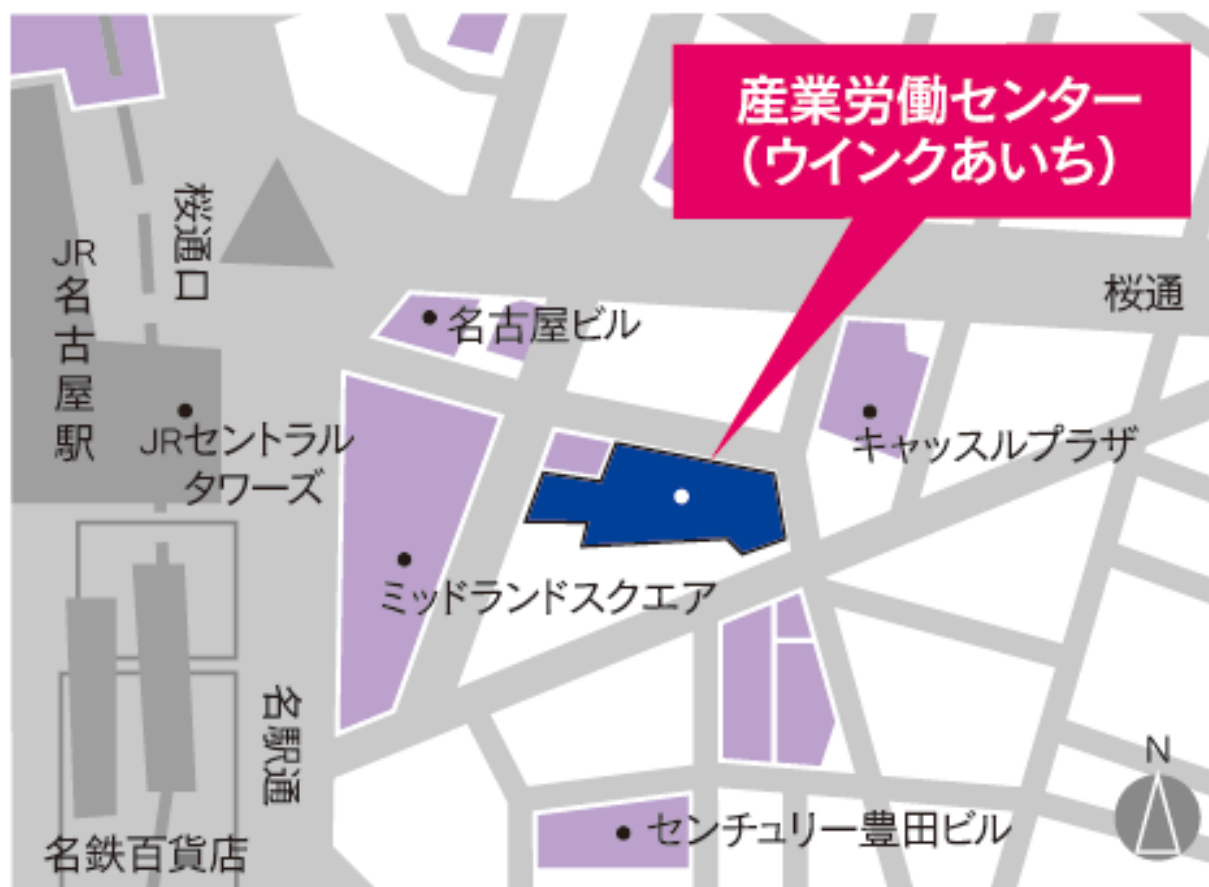 産業労働センター
（ウインクあいち）
桜通口
JR名古屋駅
桜通
名古屋ビル
JRセントラル
タワーズ
キャッスルプラザ
ミッドランドスクエア
名駅通
N
センチュリー豊田ビル
名鉄百貨店